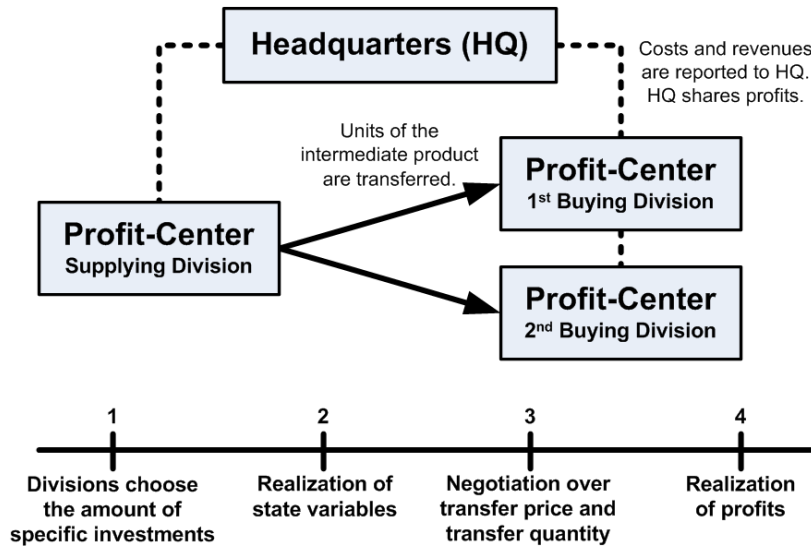 Headquarters (HQ)
Costs and revenues
are reported to HQ.
HQ shares profits.
Units of the
intermediate product
are transferred.
Profit-Center
1st Buying Division
Profit-Center
Supplying Division
Profit-Center
2nd Buying Division
1
2
3
4
Divisions choose
the amount of
specific investments
Realization of
state variables
Negotiation over
transfer price and
transfer quantity
Realization
of profits